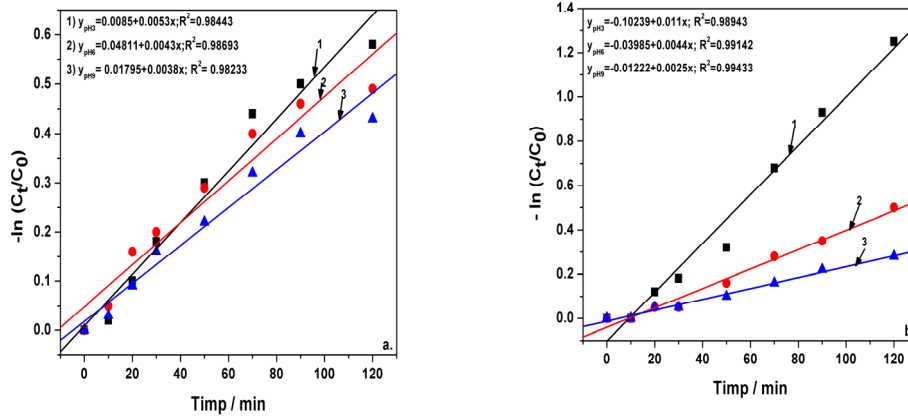 1) y_pH3=0.0085+0.0053x;R²=0.98443
2) y_pH6=0.04811+0.0043x;R²=0.98693
3) y_pH9= 0.01795+0.0038x; R²= 0.98233
0.6
0.5
0.4
0.3
0.2
0.1
0.0
-ln (Ct/C0)
1
2
3
a.
0 20 40 60 80 100 120
Timp / min
y_pH3=-0.10239+0.011x; R²=0.98943
y_pH6=-0.03985+0.0044x; R²=0.99142
y_pH9=-0.01222+0.0025x; R²=0.99433
1.4
1.2
1.0
0.8
0.6
0.4
0.2
0.0
- ln (Ct/C0)
1
2
3
0 20 40 60 80 100 120
Timp / min